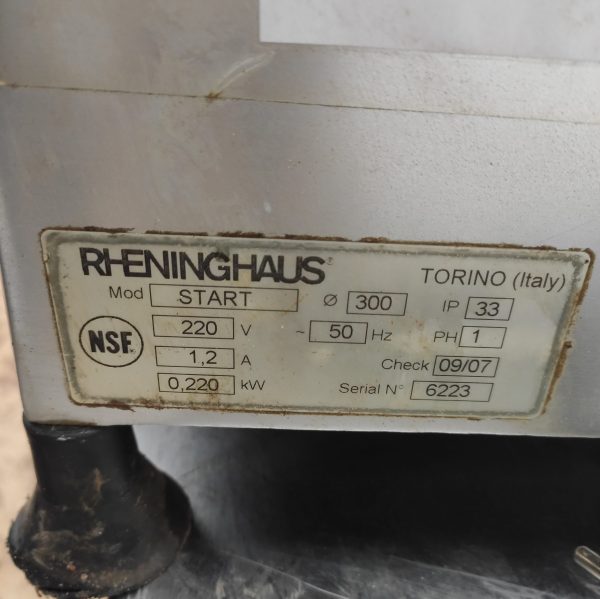 RHENINGHAUS®
TORINO (Italy)
Mod START Ø 300 IP 33
NSF 220 V ~ 50 Hz PH 1
1,2 A Check 09/07
0,220 kW Serial N° 6223